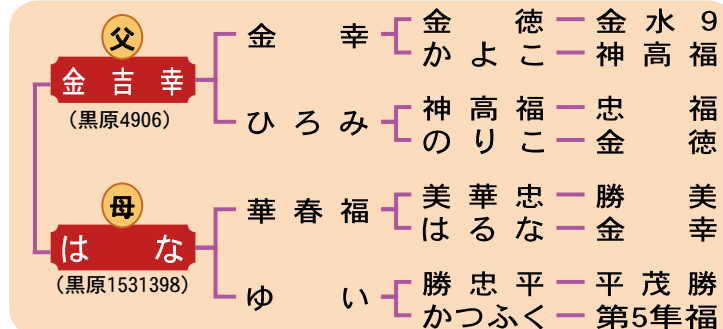 父
金吉幸
(黒原4906)
金幸
金徳
金水9
かよこ
神高福
ひろみ
神高福
忠福
のりこ
金徳
母
はな
(黒原1531398)
華春福
美華忠
勝美
はるな
金幸
ゆい
勝忠平
平茂勝
かつふく
第5隼福